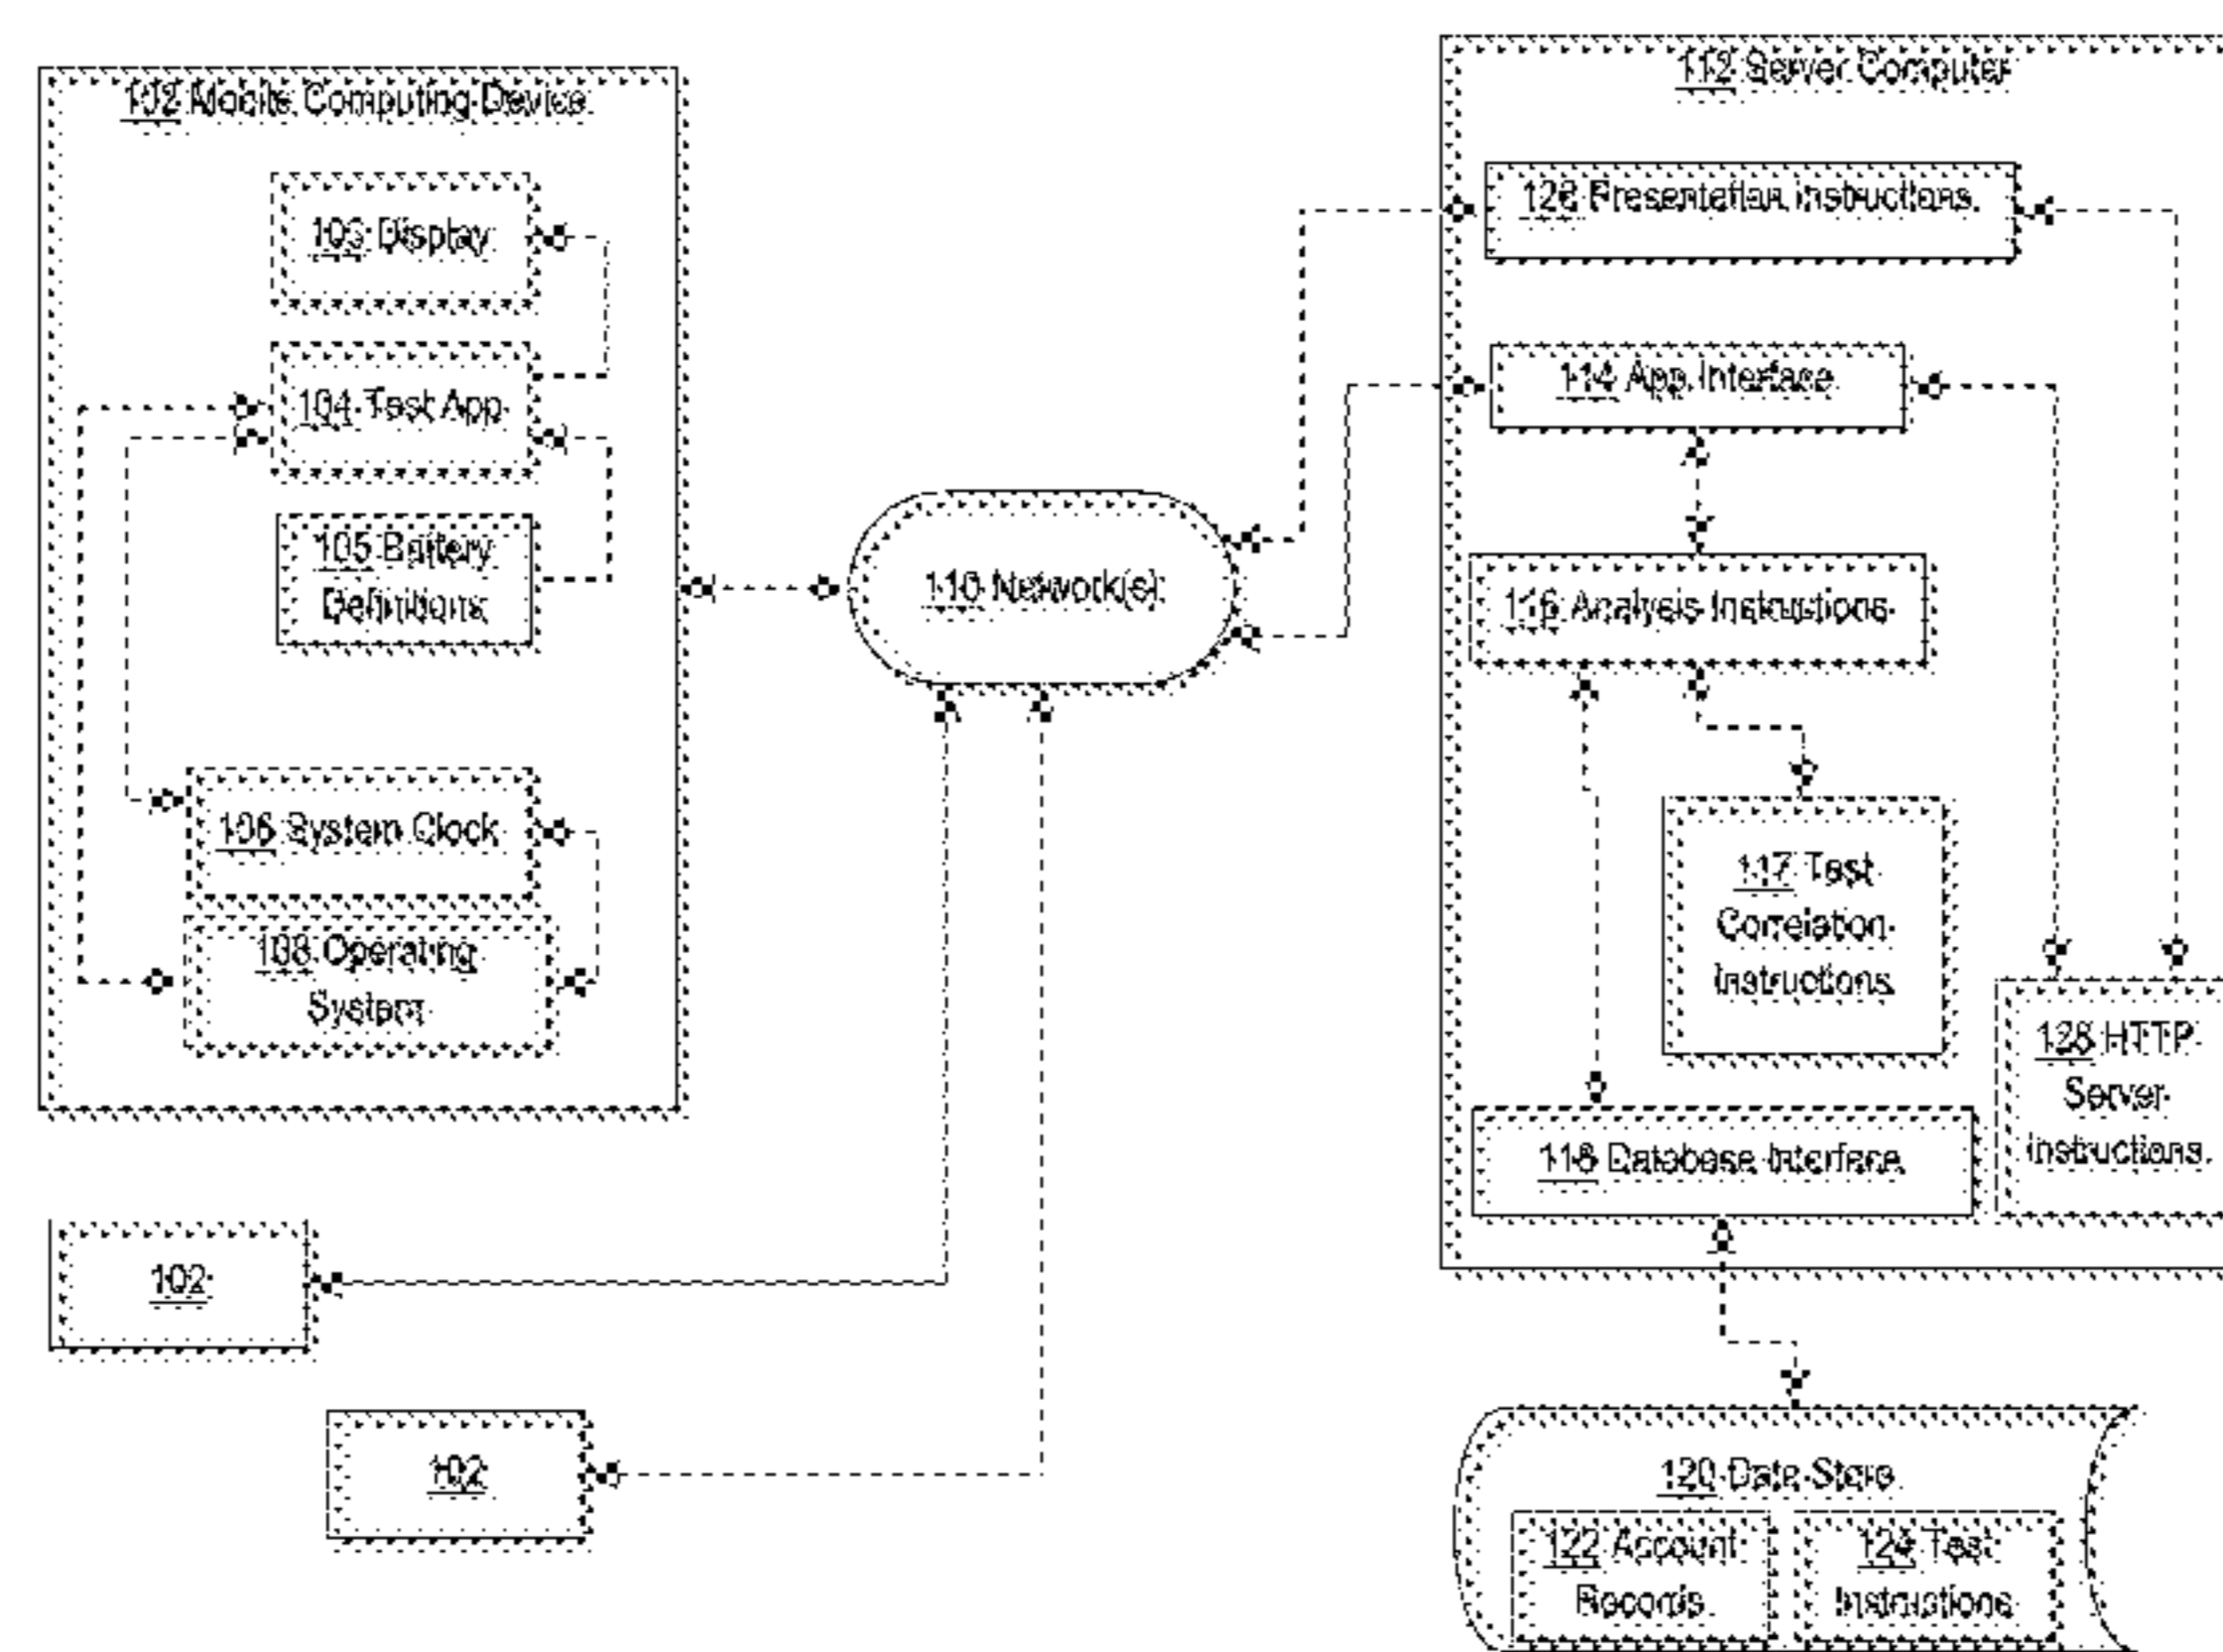 102 Mobile Computing Device
103 Display
104 Test App
105 Battery
Definitions
106 System Clock
108 Operating
System
102
102
110 Network(s)
112 Server Computer
126 Presentation Instructions
114 App Interface
116 Analysis Instructions
117 Test
Correlation
Instructions
128 HTTP
Server
Instructions
118 Database Interface
120 Data Store
122 Account
Records
124 Test
Instructions